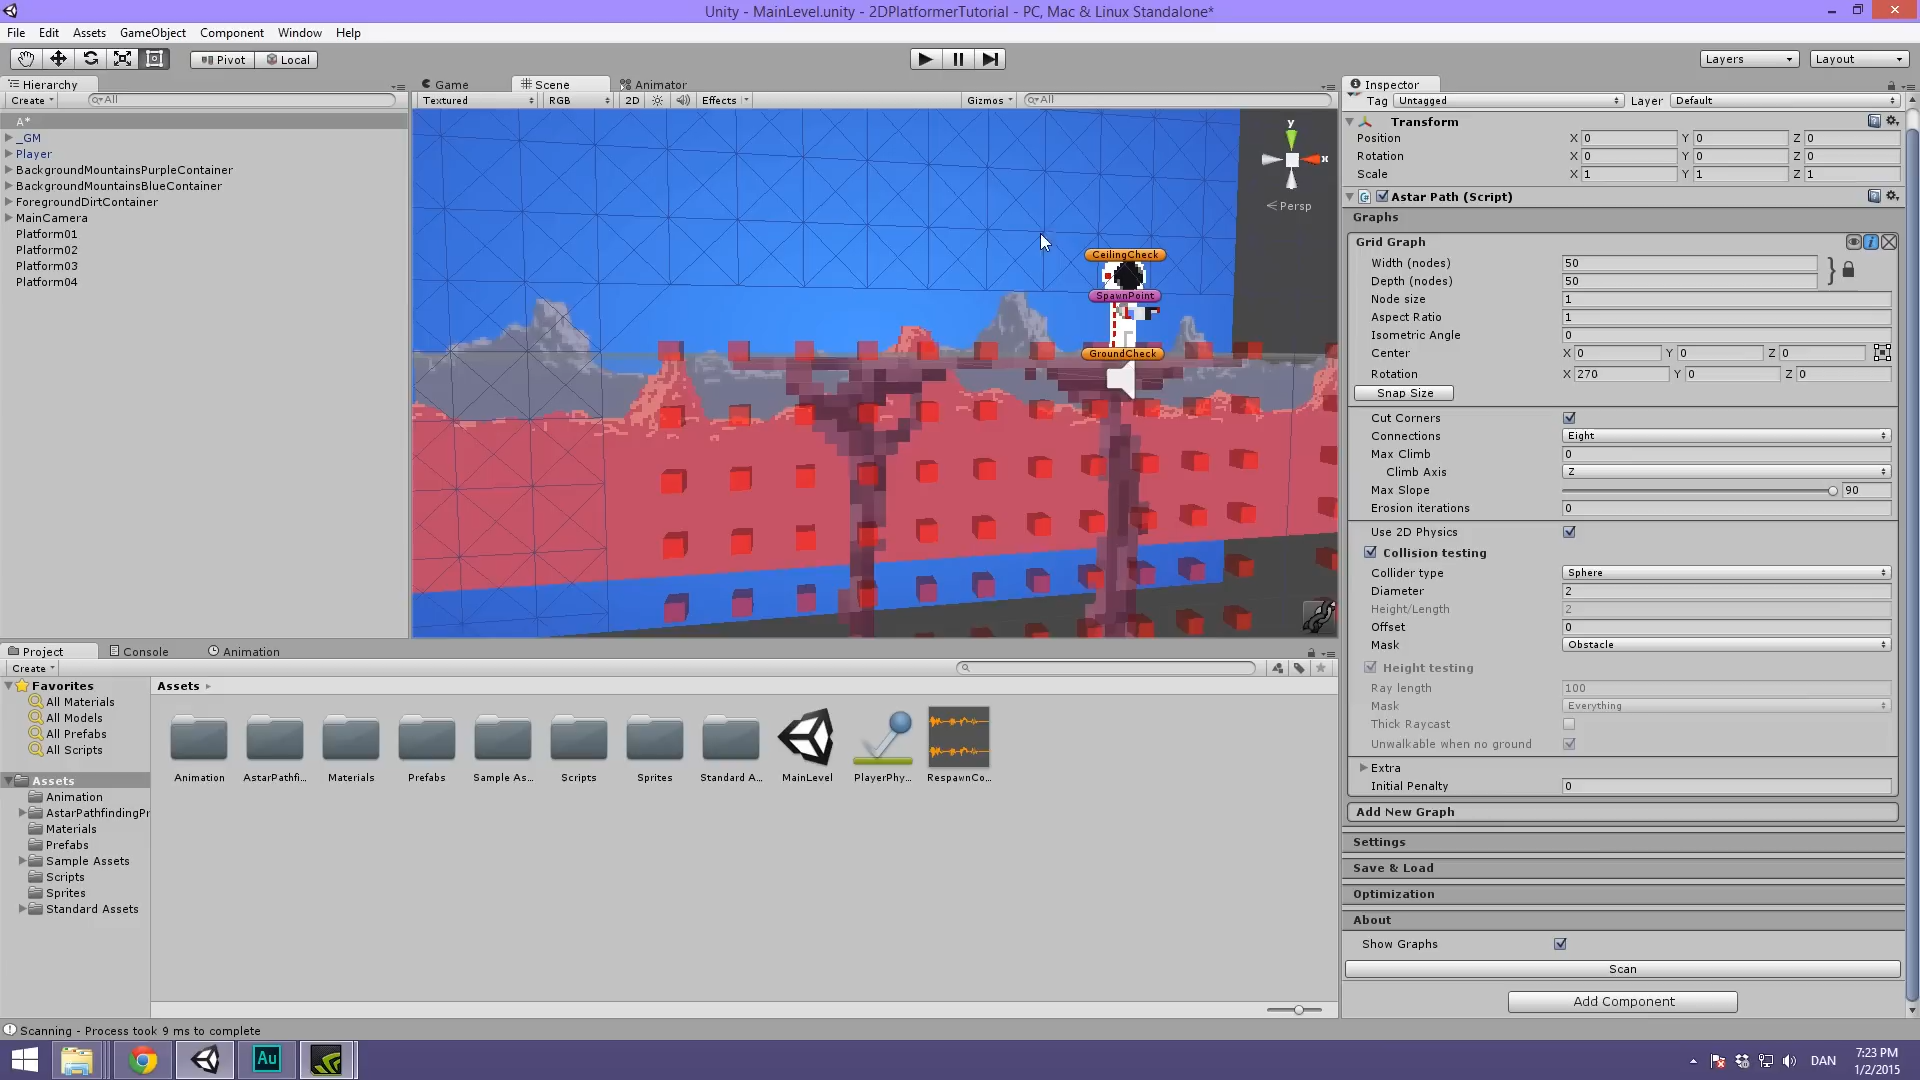 Unity - MainLevel.unity - 2DPlatformerTutorial - PC, Mac & Linux Standalone*
File Edit Assets GameObject Component Window Help
Pivot Local Layers Layout
Hierarchy
Create All
A*
_GM
Player
BackgroundMountainsPurpleContainer
BackgroundMountainsBlueContainer
ForegroundDirtContainer
MainCamera
Platform01
Platform02
Platform03
Platform04
Game Scene Animator
Textured RGB 2D Effects Gizmos All
y
x
Persp
CeilingCheck
SpawnPoint
GroundCheck
Inspector
Tag Untagged Layer Default
Transform
Position X 0 Y 0 Z 0
Rotation X 0 Y 0 Z 0
Scale X 1 Y 1 Z 1
Astar Path (Script)
Graphs
Grid Graph
Width (nodes) 50
Depth (nodes) 50
Node size 1
Aspect Ratio 1
Isometric Angle 0
Center X 0 Y 0 Z 0
Rotation X 270 Y 0 Z 0
Snap Size
Cut Corners
Connections Eight
Max Climb 0
Climb Axis Z
Max Slope 90
Erosion iterations 0
Use 2D Physics
Collision testing
Collider type Sphere
Diameter 2
Height/Length 2
Offset 0
Mask Obstacle
Height testing
Ray length 100
Mask Everything
Thick Raycast
Unwalkable when no ground
Extra
Initial Penalty 0
Add New Graph
Settings
Save & Load
Optimization
About
Show Graphs
Scan
Add Component
Project Console Animation
Create
Favorites
All Materials
All Models
All Prefabs
All Scripts
Assets
Animation
AstarPathfindingPr
Materials
Prefabs
Sample Assets
Scripts
Sprites
Standard Assets
Assets
Animation AstarPathfi... Materials Prefabs Sample As... Scripts Sprites Standard A... MainLevel PlayerPhy... RespawnCo...
Scanning - Process took 9 ms to complete
Au
DAN
7:23 PM
1/2/2015